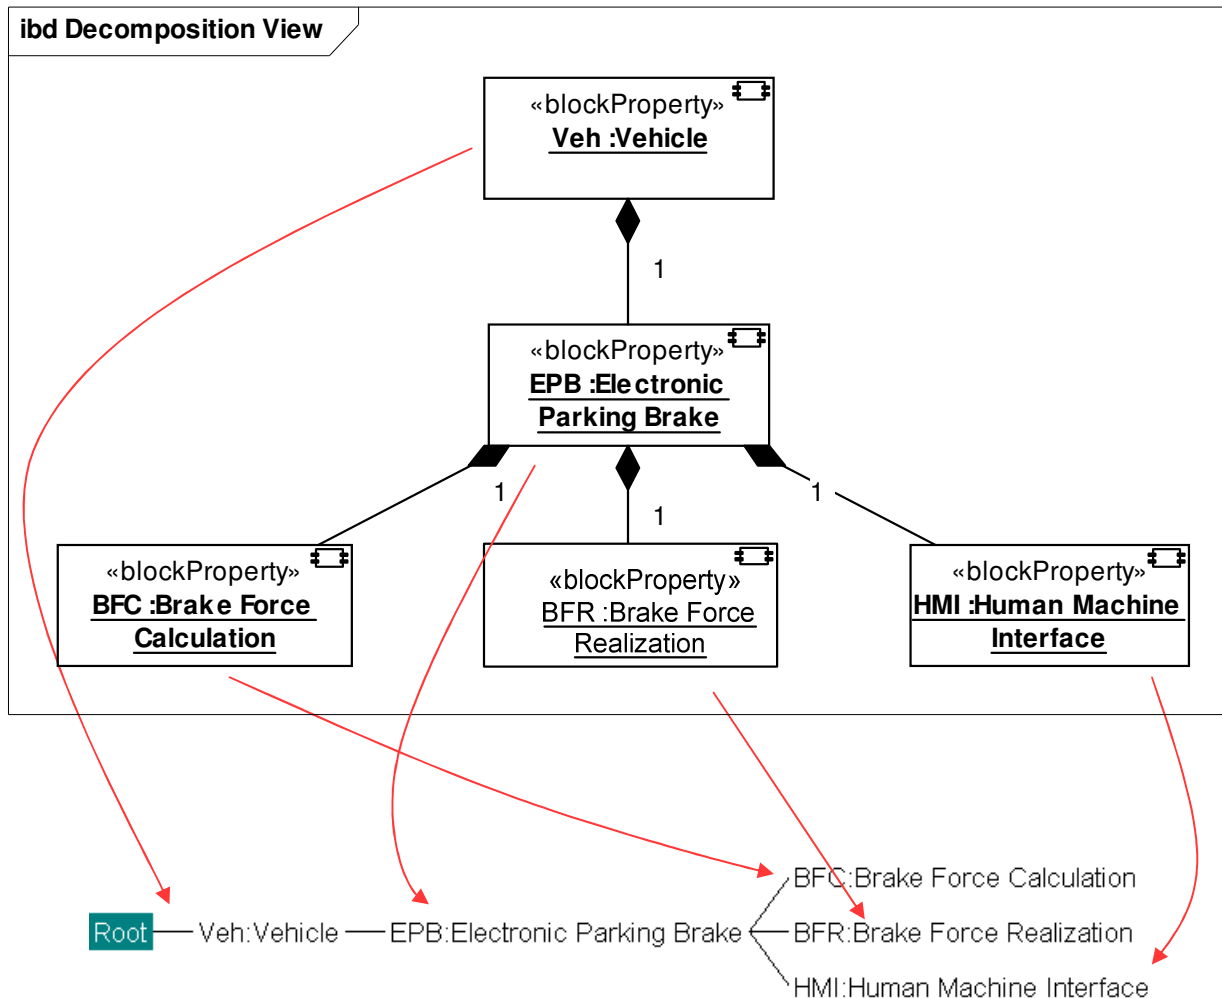 ibd Decomposition View
«blockProperty»
Veh :Vehicle
1
«blockProperty»
EPB :Electronic
Parking Brake
1
1
1
«blockProperty»
BFC :Brake Force
Calculation
«blockProperty»
BFR :Brake Force
Realization
«blockProperty»
HMI :Human Machine
Interface
BFC:Brake Force Calculation
Root
Veh:Vehicle
EPB:Electronic Parking Brake
BFR:Brake Force Realization
HMI:Human Machine Interface